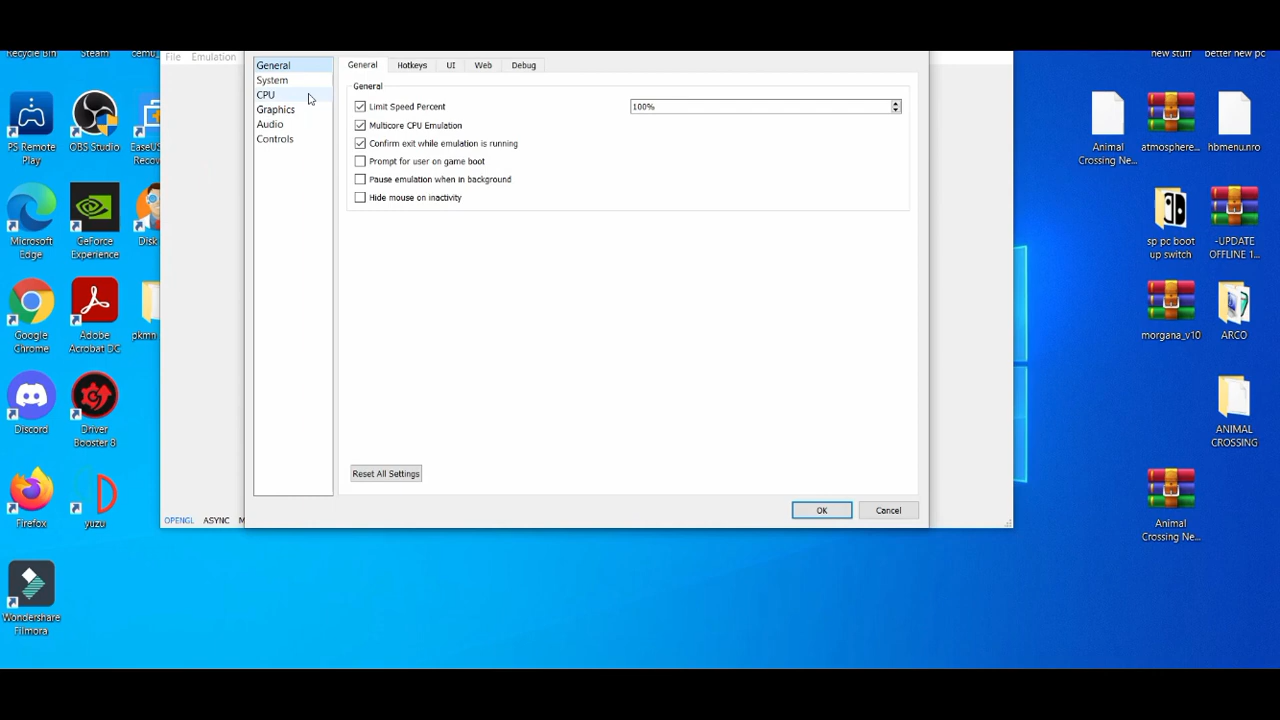 Recycle Bin
Steam
cemu_
File Emulation
new stuff
better new pc
General
System
CPU
Graphics
Audio
Controls
General Hotkeys UI Web Debug
General
Limit Speed Percent
100%
Multicore CPU Emulation
Confirm exit while emulation is running
Prompt for user on game boot
Pause emulation when in background
Hide mouse on inactivity
Reset All Settings
OK
Cancel
OPENGL ASYNC M
PS Remote
Play
OBS Studio
EaseUS
Recov
Microsoft
Edge
GeForce
Experience
Disk
Google
Chrome
Adobe
Acrobat DC
pkmn
Discord
Driver
Booster 8
Firefox
yuzu
Wondershare
Filmora
Animal
Crossing Ne...
atmosphere...
hbmenu.nro
sp pc boot
up switch
-UPDATE
OFFLINE 1...
morgana_v10
ARCO
ANIMAL
CROSSING
Animal
Crossing Ne...